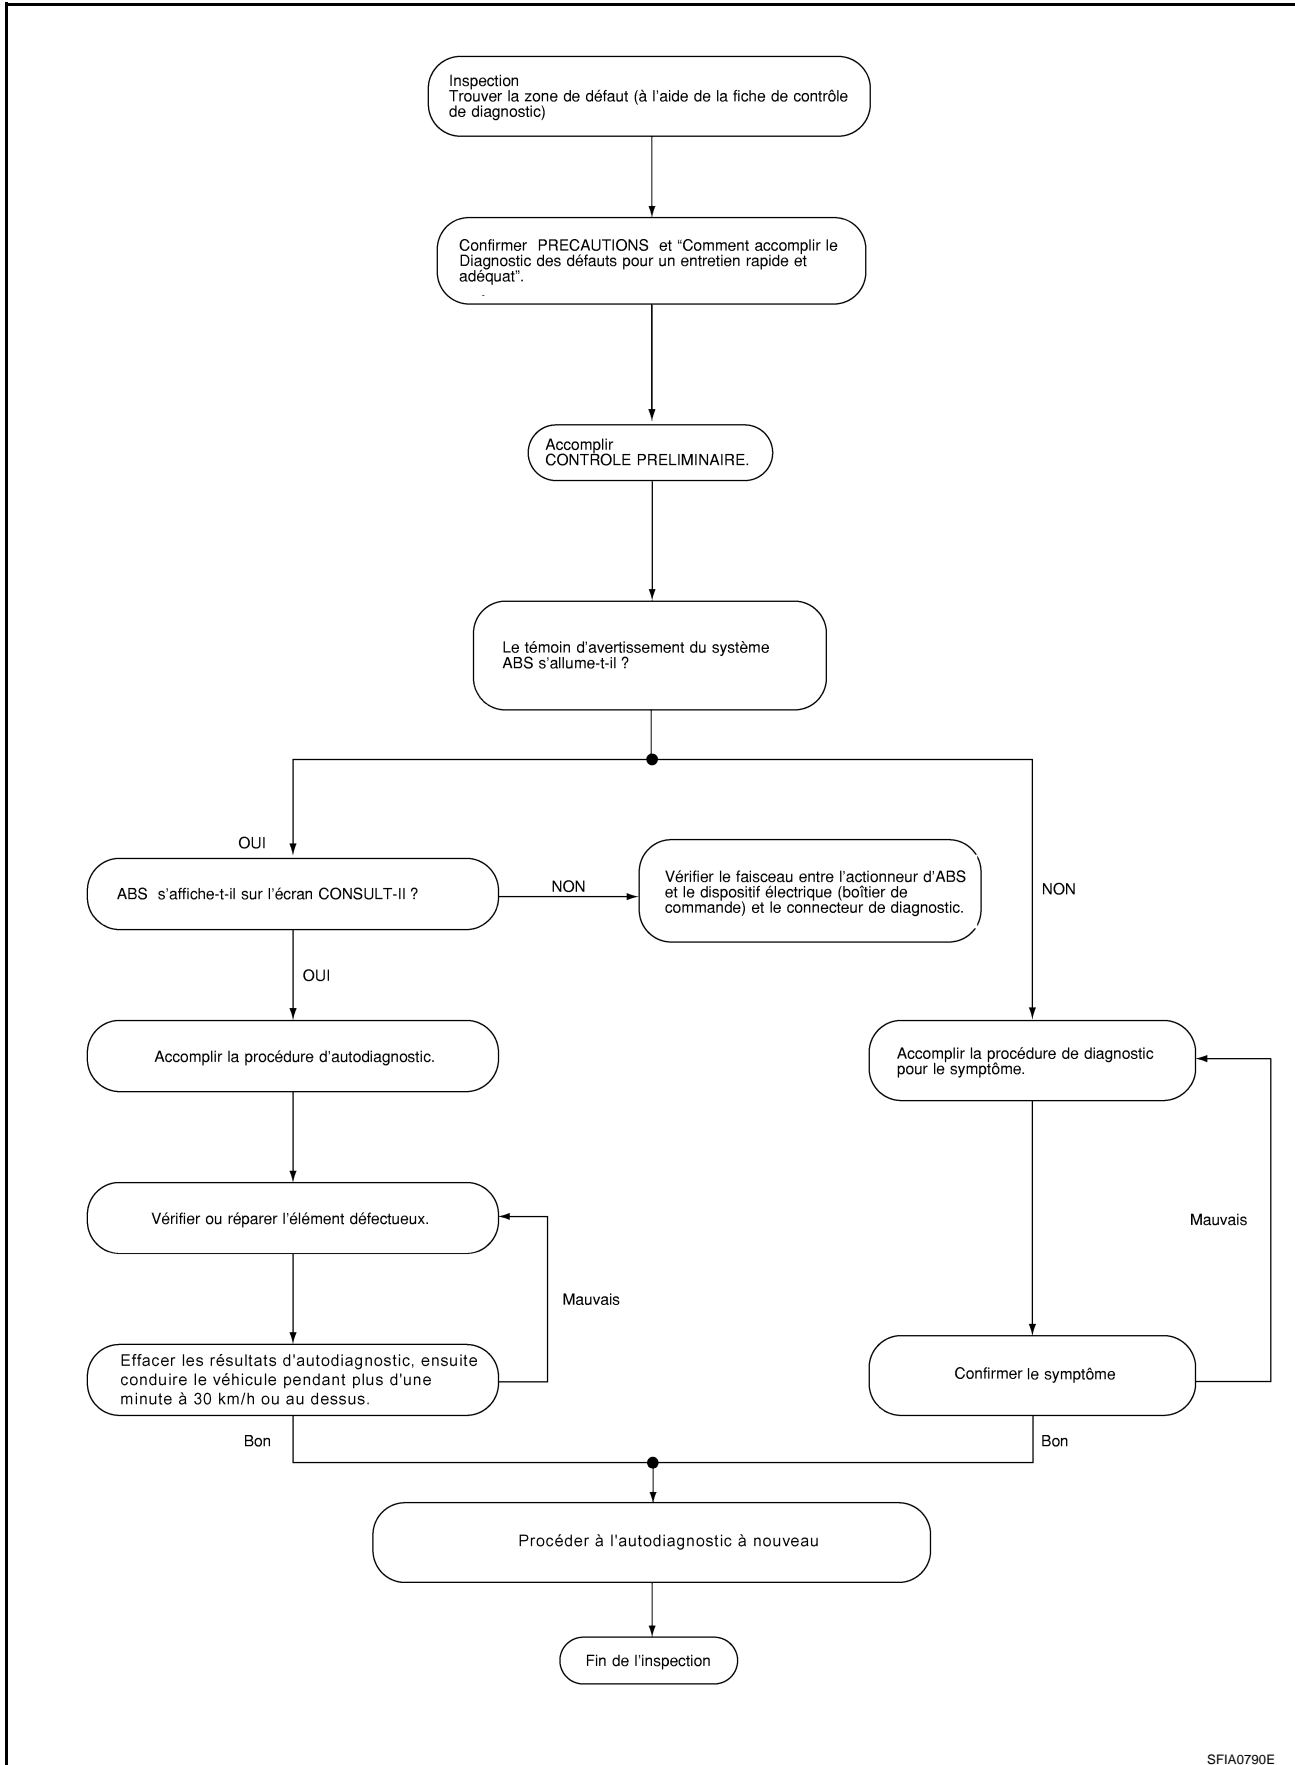 Inspection
Trouver la zone de défaut (à l'aide de la fiche de contrôle
de diagnostic)
Confirmer PRECAUTIONS et “Comment accomplir le
Diagnostic des défauts pour un entretien rapide et
adéquat”.
Accomplir
CONTROLE PRELIMINAIRE.
Le témoin d'avertissement du système
ABS s'allume-t-il ?
OUI
ABS s'affiche-t-il sur l'écran CONSULT-II ?
NON
Vérifier le faisceau entre l'actionneur d'ABS
et le dispositif électrique (boîtier de
commande) et le connecteur de diagnostic.
NON
OUI
Accomplir la procédure d'autodiagnostic.
Accomplir la procédure de diagnostic
pour le symptôme.
Vérifier ou réparer l'élément défectueux.
Mauvais
Mauvais
Effacer les résultats d'autodiagnostic, ensuite
conduire le véhicule pendant plus d'une
minute à 30 km/h ou au dessus.
Confirmer le symptôme
Bon
Bon
Procéder à l'autodiagnostic à nouveau
Fin de l'inspection
SFIA0790E